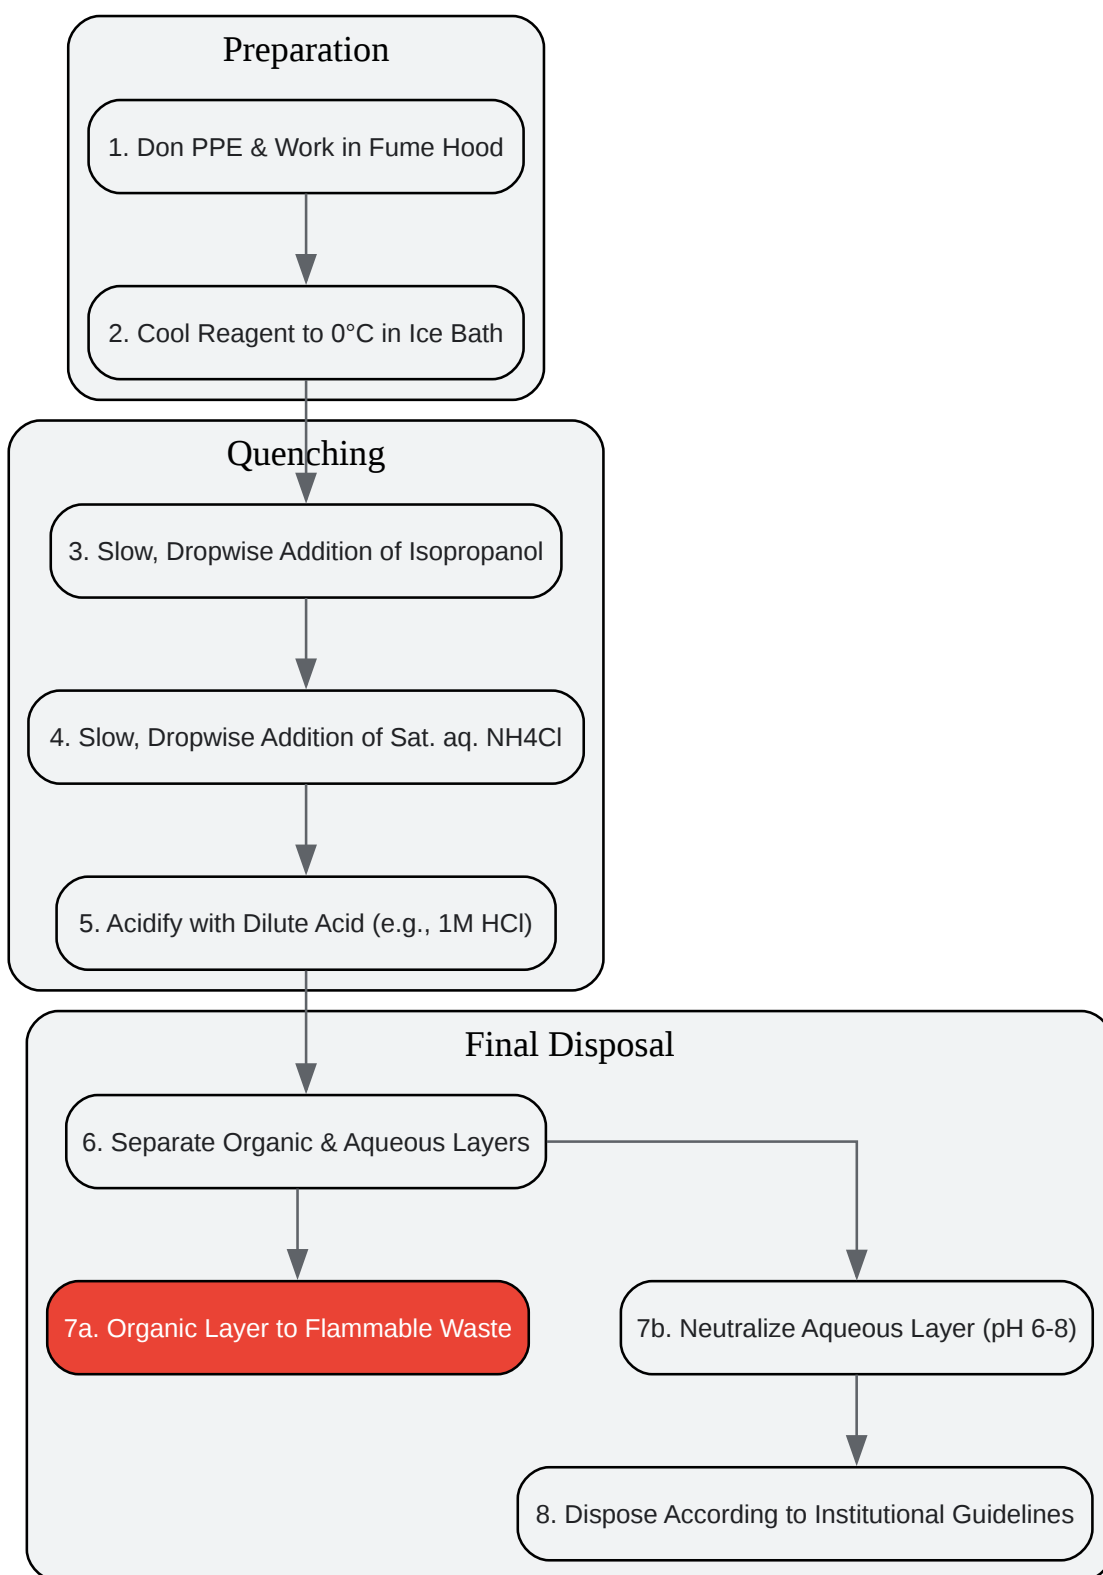 Preparation
1. Don PPE & Work in Fume Hood
2. Cool Reagent to 0°C in Ice Bath
Quenching
3. Slow, Dropwise Addition of Isopropanol
4. Slow, Dropwise Addition of Sat. aq. NH4Cl
5. Acidify with Dilute Acid (e.g., 1M HCl)
Final Disposal
6. Separate Organic & Aqueous Layers
7a. Organic Layer to Flammable Waste
7b. Neutralize Aqueous Layer (pH 6-8)
8. Dispose According to Institutional Guidelines